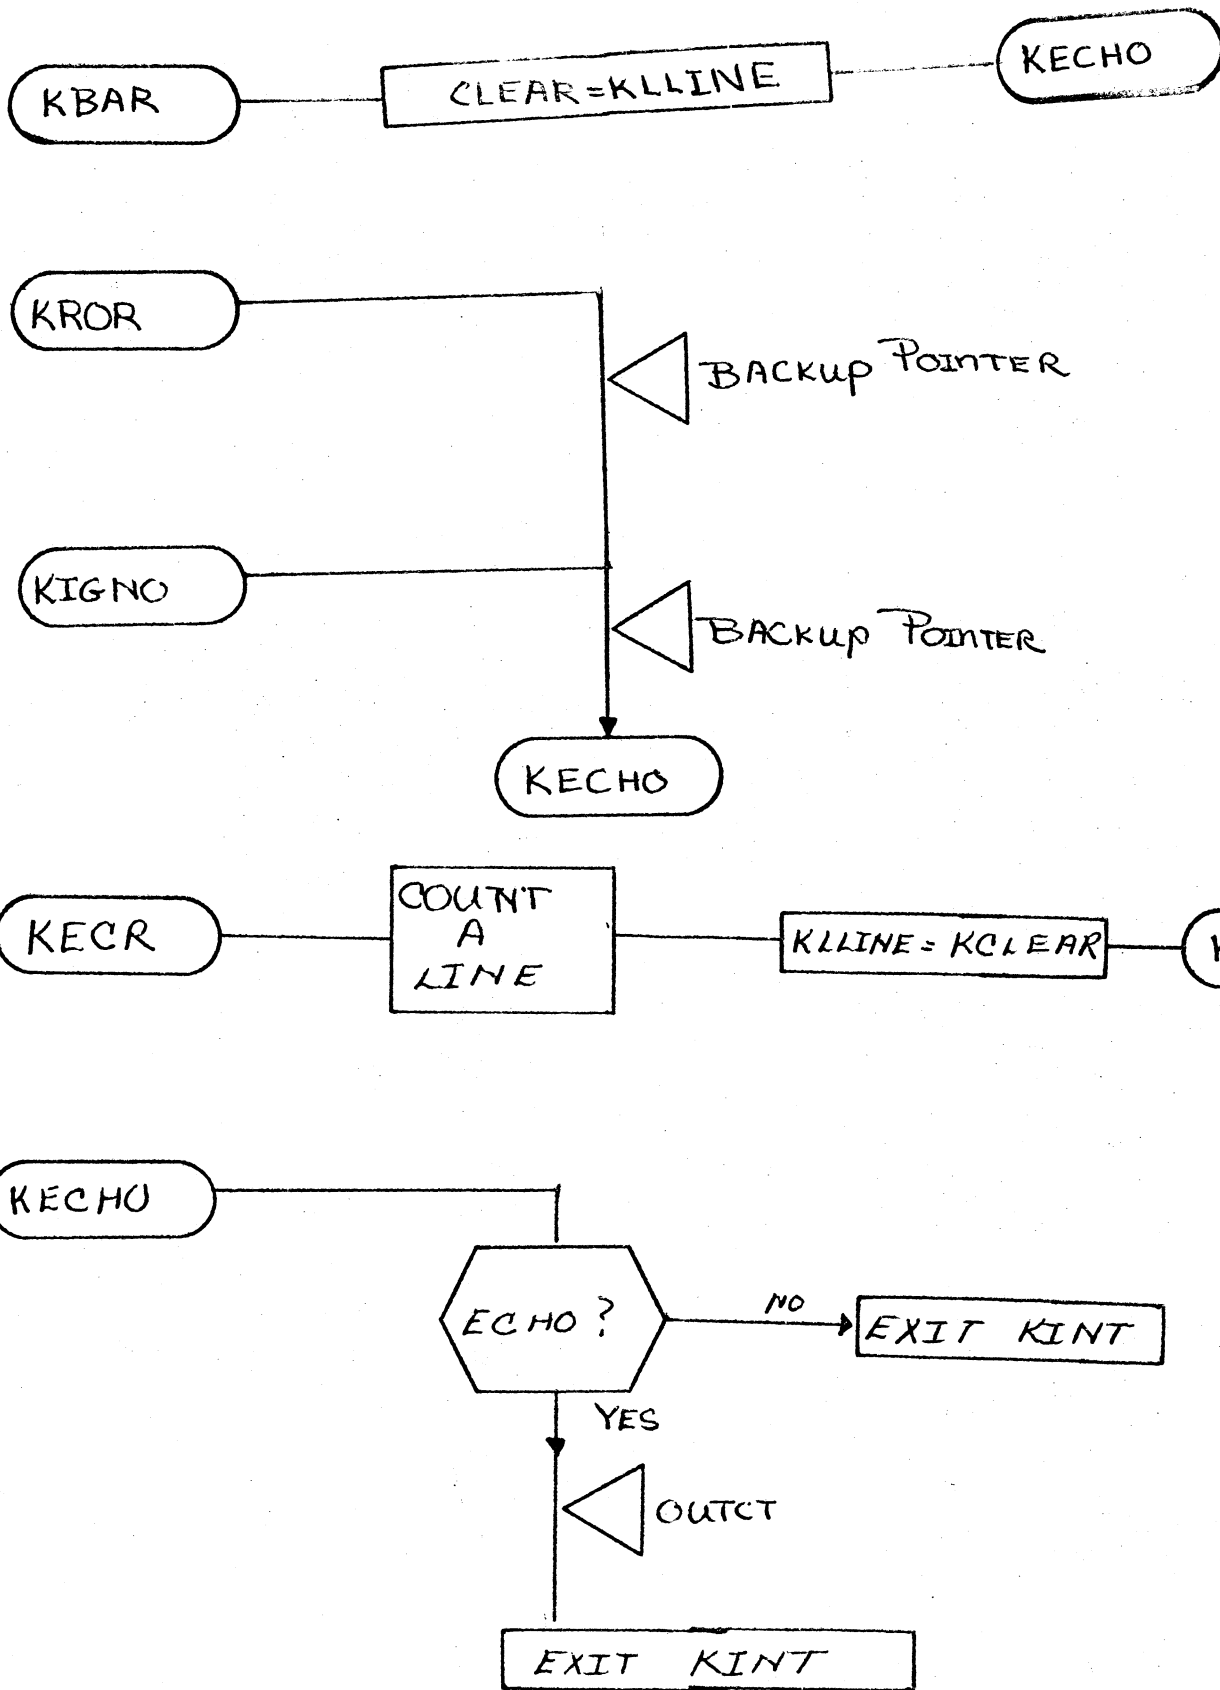 KBAR
CLEAR=KLLINE
KECHO
KROR
BACKUP POINTER
KIGNO
BACKUP POINTER
KECHO
KECR
COUNT
A
LINE
KLLINE = KCLEAR
KECHO
ECHO?
NO
EXIT KINT
YES
OUTCT
EXIT KINT